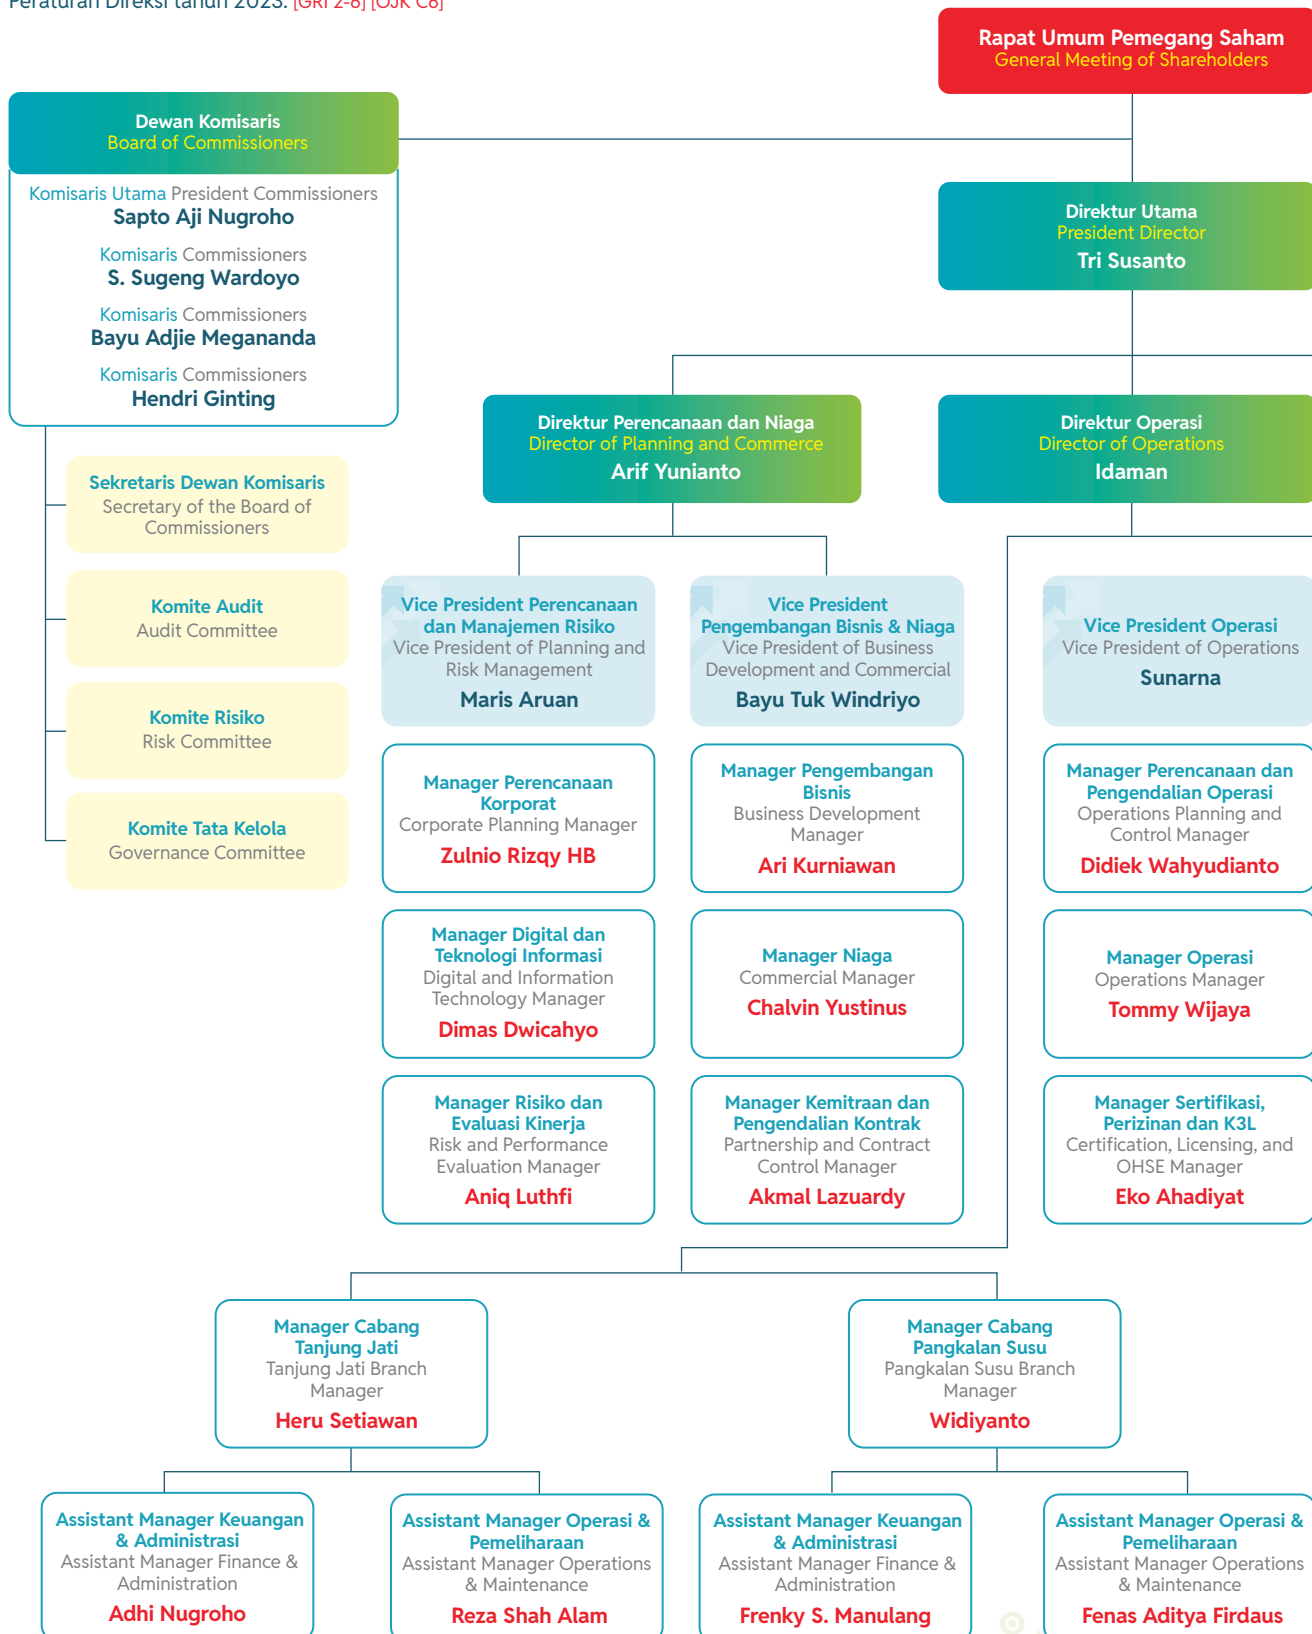 Peraturan Direksi tahun 2023. [GRI 2-6] [OJK C6]
Rapat Umum Pemegang Saham
General Meeting of Shareholders
Dewan Komisaris
Board of Commissioners
Komisaris Utama President Commissioners
Sapto Aji Nugroho
Komisaris Commissioners
S. Sugeng Wardoyo
Komisaris Commissioners
Bayu Adjie Megananda
Komisaris Commissioners
Hendri Ginting
Direktur Utama
President Director
Tri Susanto
Direktur Perencanaan dan Niaga
Director of Planning and Commerce
Arif Yunianto
Direktur Operasi
Director of Operations
Idaman
Sekretaris Dewan Komisaris
Secretary of the Board of
Commissioners
Komite Audit
Audit Committee
Komite Risiko
Risk Committee
Komite Tata Kelola
Governance Committee
Vice President Perencanaan
dan Manajemen Risiko
Vice President of Planning and
Risk Management
Maris Aruan
Vice President
Pengembangan Bisnis & Niaga
Vice President of Business
Development and Commercial
Bayu Tuk Windriyo
Vice President Operasi
Vice President of Operations
Sunarna
Manager Perencanaan
Korporat
Corporate Planning Manager
Zulnio Rizqy HB
Manager Pengembangan
Bisnis
Business Development
Manager
Ari Kurniawan
Manager Perencanaan dan
Pengendalian Operasi
Operations Planning and
Control Manager
Didiek Wahyudianto
Manager Digital dan
Teknologi Informasi
Digital and Information
Technology Manager
Dimas Dwicahyo
Manager Niaga
Commercial Manager
Chalvin Yustinus
Manager Operasi
Operations Manager
Tommy Wijaya
Manager Risiko dan
Evaluasi Kinerja
Risk and Performance
Evaluation Manager
Aniq Luthfi
Manager Kemitraan dan
Pengendalian Kontrak
Partnership and Contract
Control Manager
Akmal Lazuardy
Manager Sertifikasi,
Perizinan dan K3L
Certification, Licensing, and
OHSE Manager
Eko Ahadiyat
Manager Cabang
Tanjung Jati
Tanjung Jati Branch
Manager
Heru Setiawan
Manager Cabang
Pangkalan Susu
Pangkalan Susu Branch
Manager
Widiyanto
Assistant Manager Keuangan
& Administrasi
Assistant Manager Finance &
Administration
Adhi Nugroho
Assistant Manager Operasi &
Pemeliharaan
Assistant Manager Operations
& Maintenance
Reza Shah Alam
Assistant Manager Keuangan
& Administrasi
Assistant Manager Finance &
Administration
Frenky S. Manulang
Assistant Manager Operasi &
Pemeliharaan
Assistant Manager Operations
& Maintenance
Fenas Aditya Firdaus